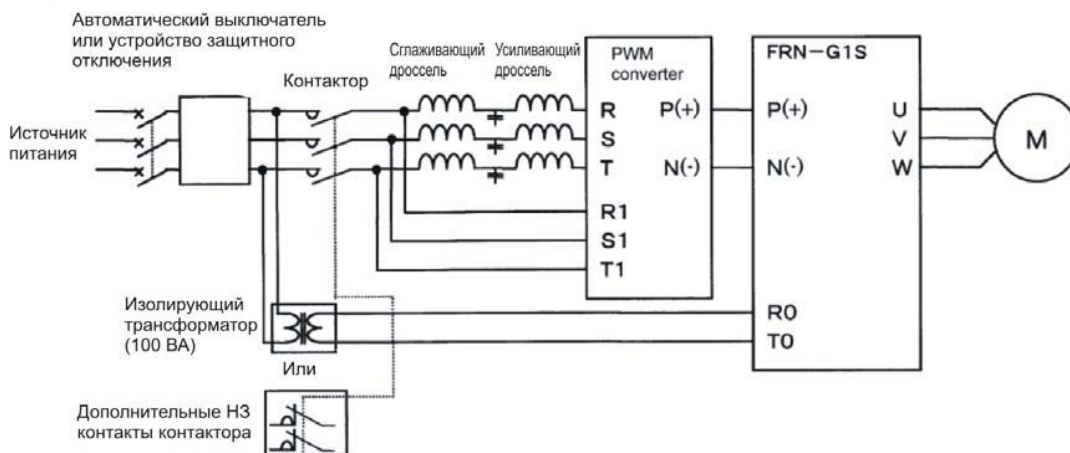 Автоматический выключатель
или устройство защитного
отключения
Контактор
Сглаживающий
дроссель
Усиливающий
дроссель
PWM
converter
FRN-G1S
Источник
питания
R
S
T
R1
S1
T1
P(+)
N(-)
P(+)
N(-)
R0
T0
U
V
W
M
Изолирующий
трансформатор
(100 ВА)
Или
Дополнительные НЗ
контакты контактора